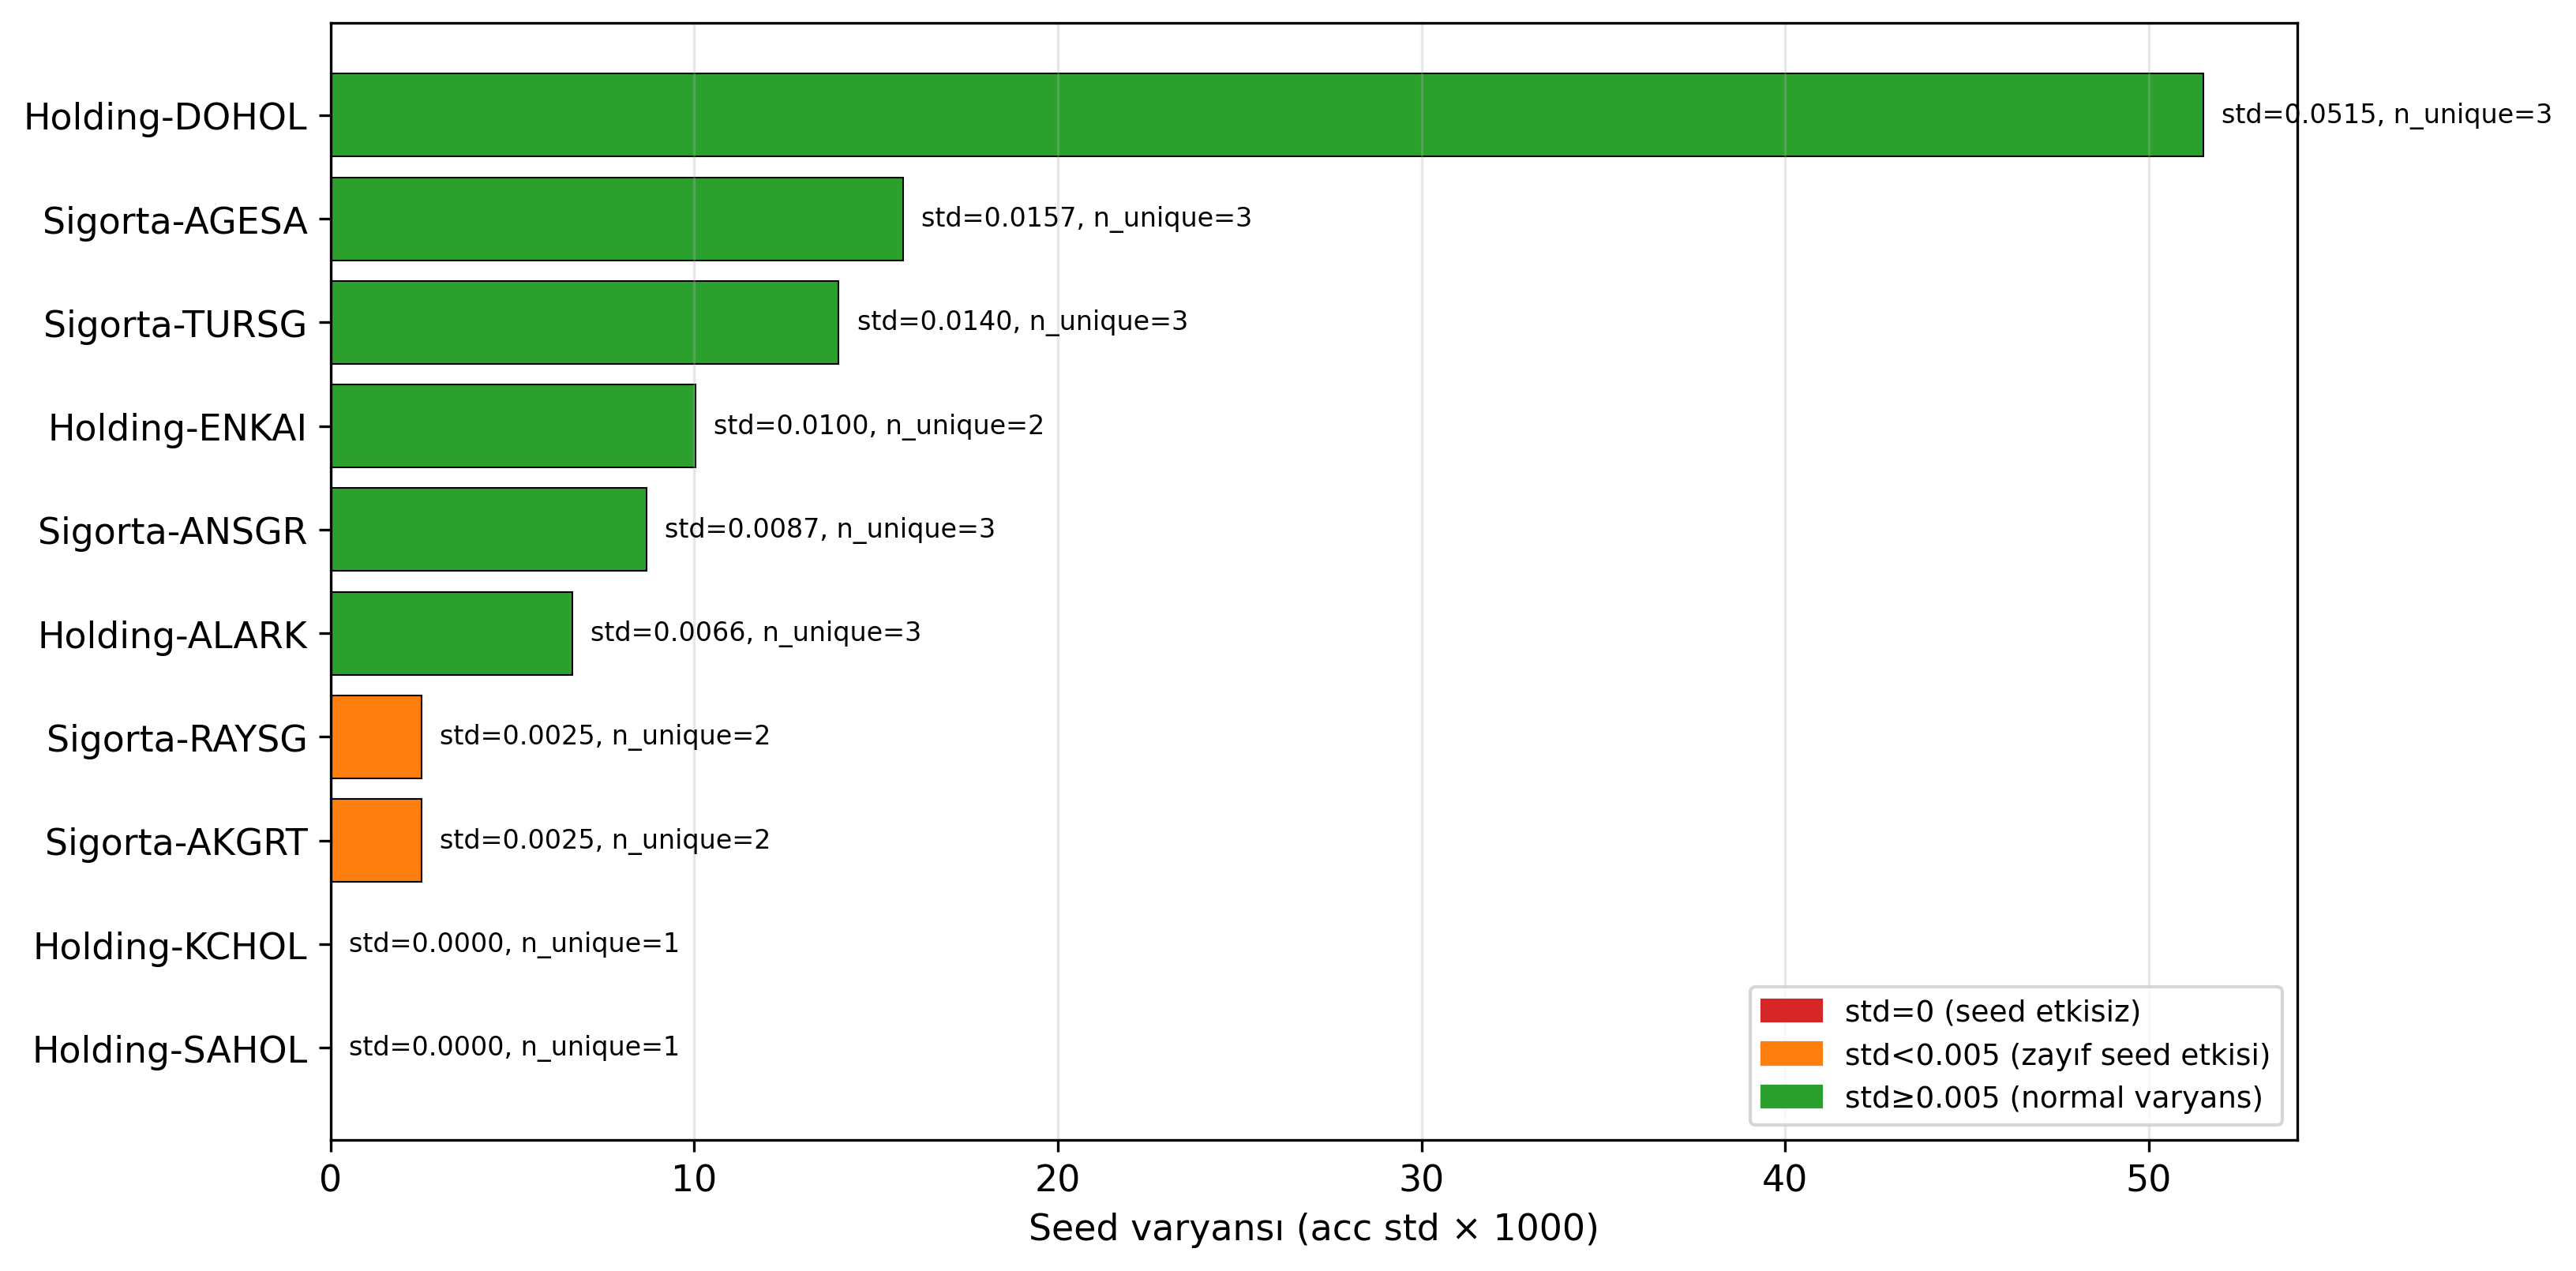 Holding-DOHOL
std=0.0515, n_unique=3
Sigorta-AGESA
std=0.0157, n_unique=3
Sigorta-TURSG
std=0.0140, n_unique=3
Holding-ENKAI
std=0.0100, n_unique=2
Sigorta-ANSGR
std=0.0087, n_unique=3
Holding-ALARK
std=0.0066, n_unique=3
Sigorta-RAYSG
std=0.0025, n_unique=2
Sigorta-AKGRT
std=0.0025, n_unique=2
Holding-KCHOL
std=0.0000, n_unique=1
Holding-SAHOL
std=0.0000, n_unique=1
std=0 (seed etkisiz)
std<0.005 (zayıf seed etkisi)
std≥0.005 (normal varyans)
0 10 20 30 40 50
Seed varyansı (acc std × 1000)